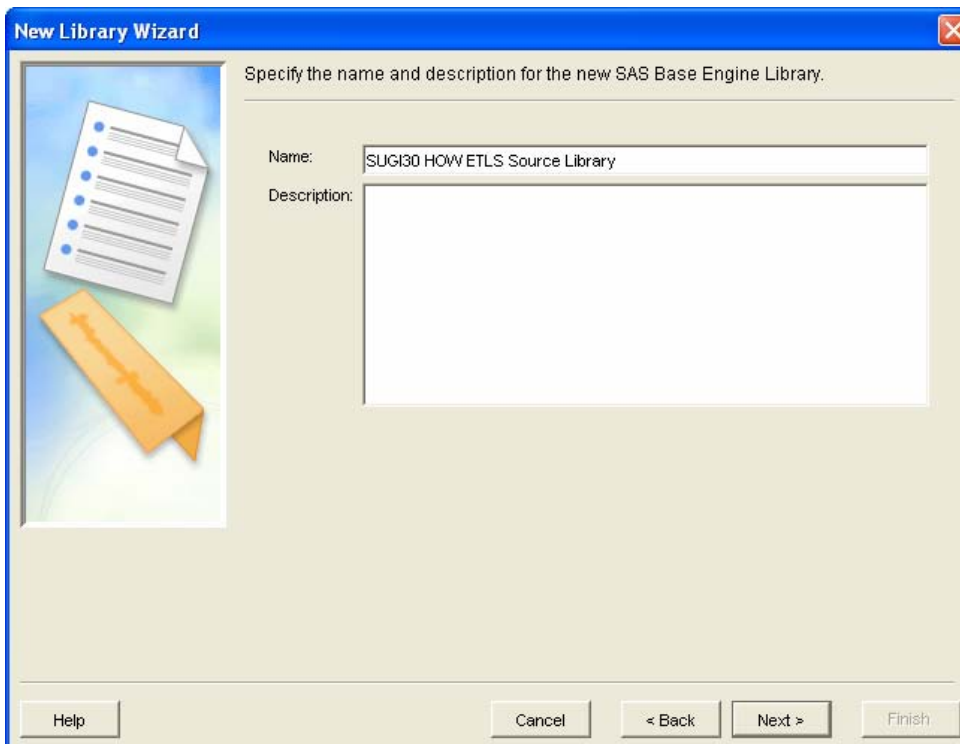 New Library Wizard
Specify the name and description for the new SAS Base Engine Library.
Name: SUGI30 HOW ETLS Source Library
Description:
Help Cancel < Back Next > Finish